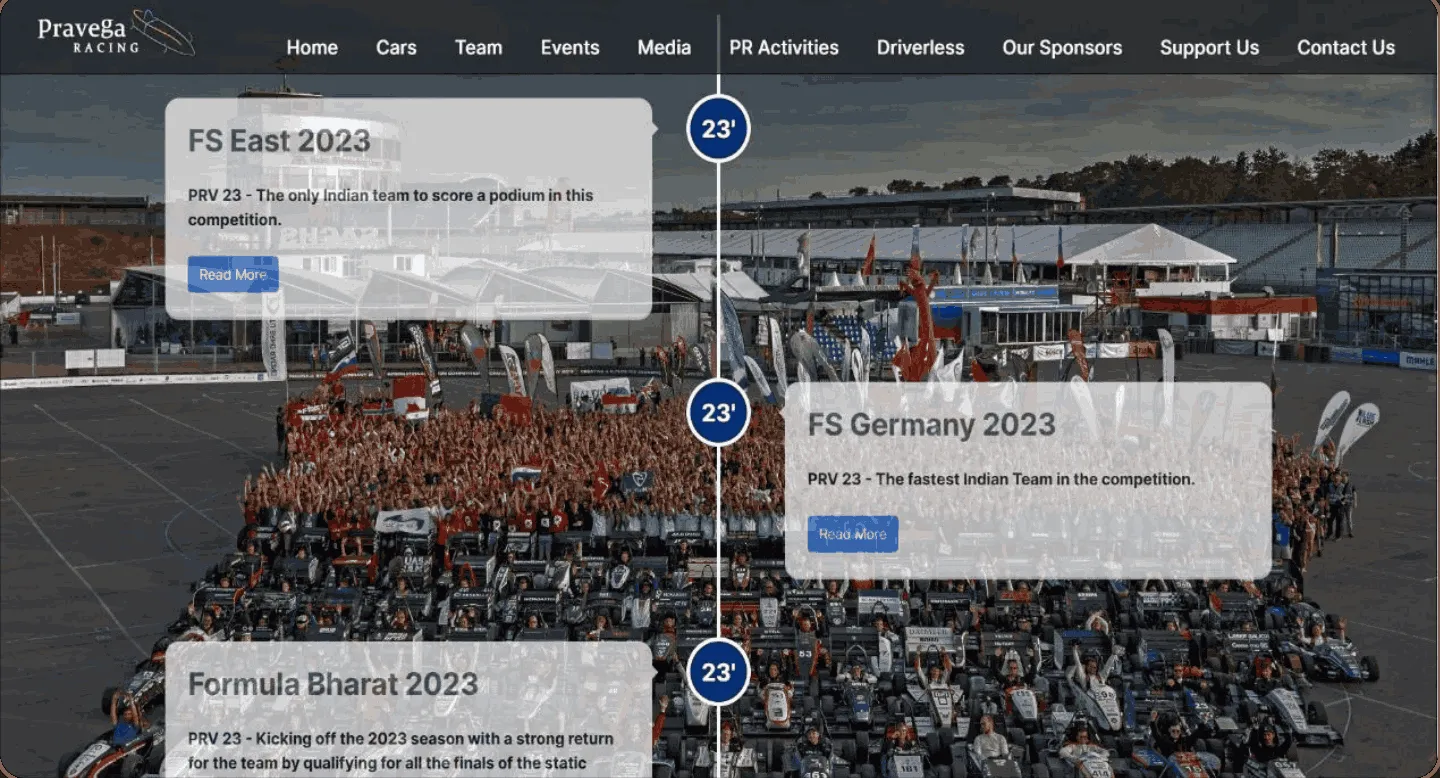 Pravega
RACING
Home Cars Team Events Media PR Activities Driverless Our Sponsors Support Us Contact Us
23'
FS East 2023
PRV 23 - The only Indian team to score a podium in this
competition.
Read More
23'
FS Germany 2023
PRV 23 - The fastest Indian Team in the competition.
Read More
23'
Formula Bharat 2023
PRV 23 - Kicking off the 2023 season with a strong return
for the team by qualifying for all the finals of the static
MAHLE
53